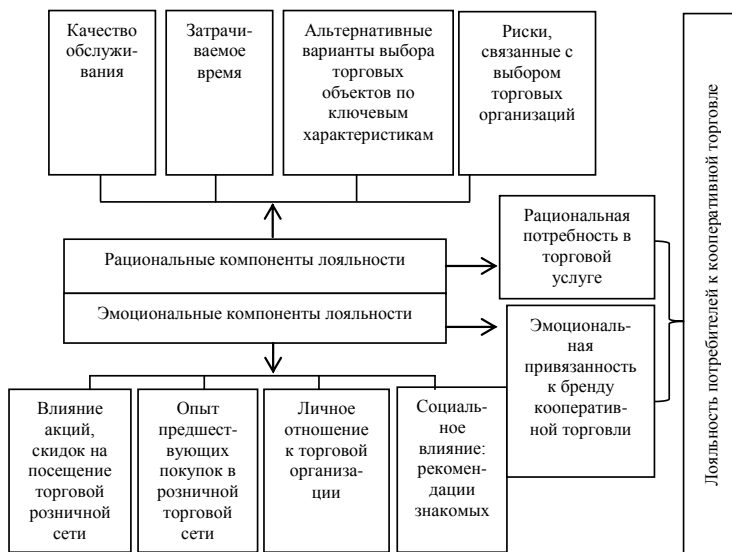 Качество
обслужи-
вания
Затрачи-
ваемое
время
Альтернативные
варианты выбора
торговых
объектов по
ключевым
характеристикам
Риски,
связанные с
выбором
торговых
организаций
Рациональные компоненты лояльности
Эмоциональные компоненты лояльности
Рациональная
потребность в
торговой
услуге
Эмоциональ-
ная
привязанность
к бренду
кооператив-
ной торговли
Влияние
акций,
скидок на
посещение
торговой
розничной
сети
Опыт
предшест-
вующих
покупок в
розничной
торговой
сети
Личное
отношение
к торговой
организа-
ции
Социаль-
ное
влияние:
рекомен-
дации
знакомых
Лояльность потребителей к кооперативной торговле